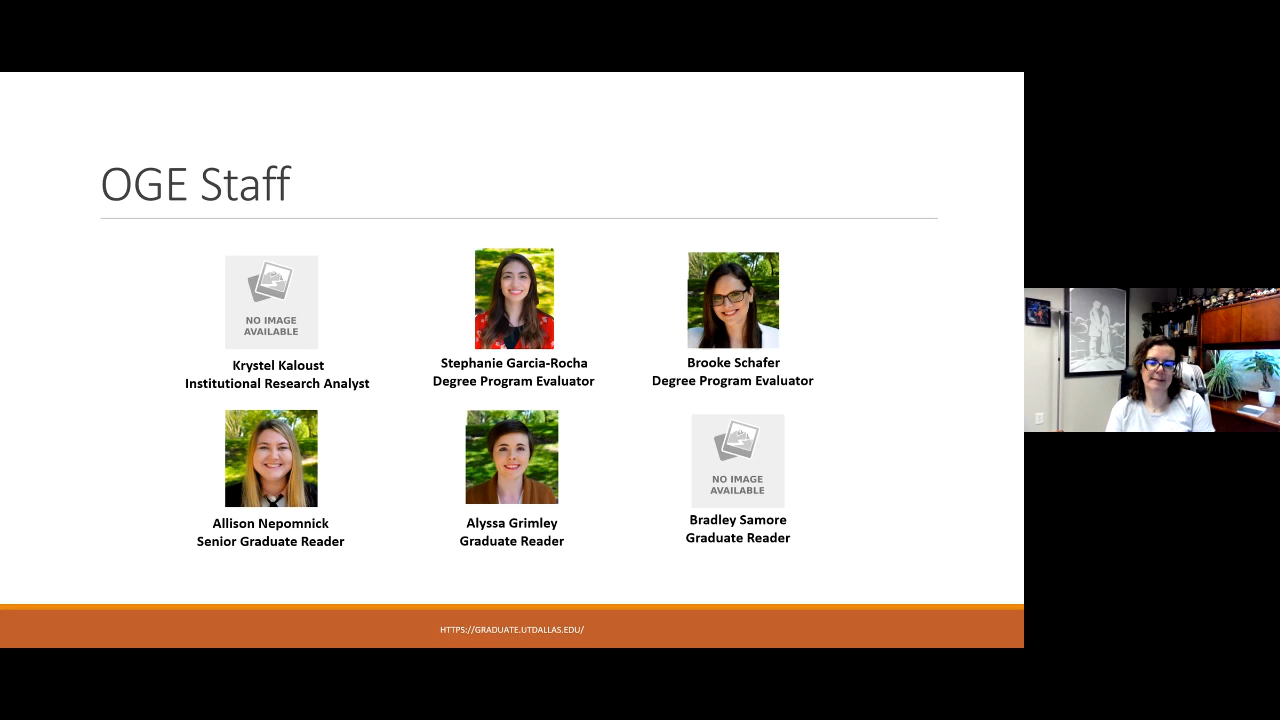 OGE Staff
NO IMAGE
AVAILABLE
Krystel Kaloust
Institutional Research Analyst
Stephanie Garcia-Rocha
Degree Program Evaluator
Brooke Schafer
Degree Program Evaluator
Allison Nepomnick
Senior Graduate Reader
Alyssa Grimley
Graduate Reader
NO IMAGE
AVAILABLE
Bradley Samore
Graduate Reader
HTTPS://GRADUATE.UTDALLAS.EDU/